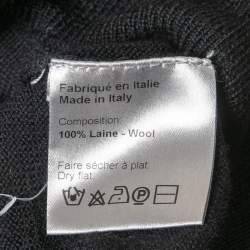 Fabriqué en Italie
Made in Italy
Composition:
100% Laine - Wool
Faire sécher à plat.
Dry flat.